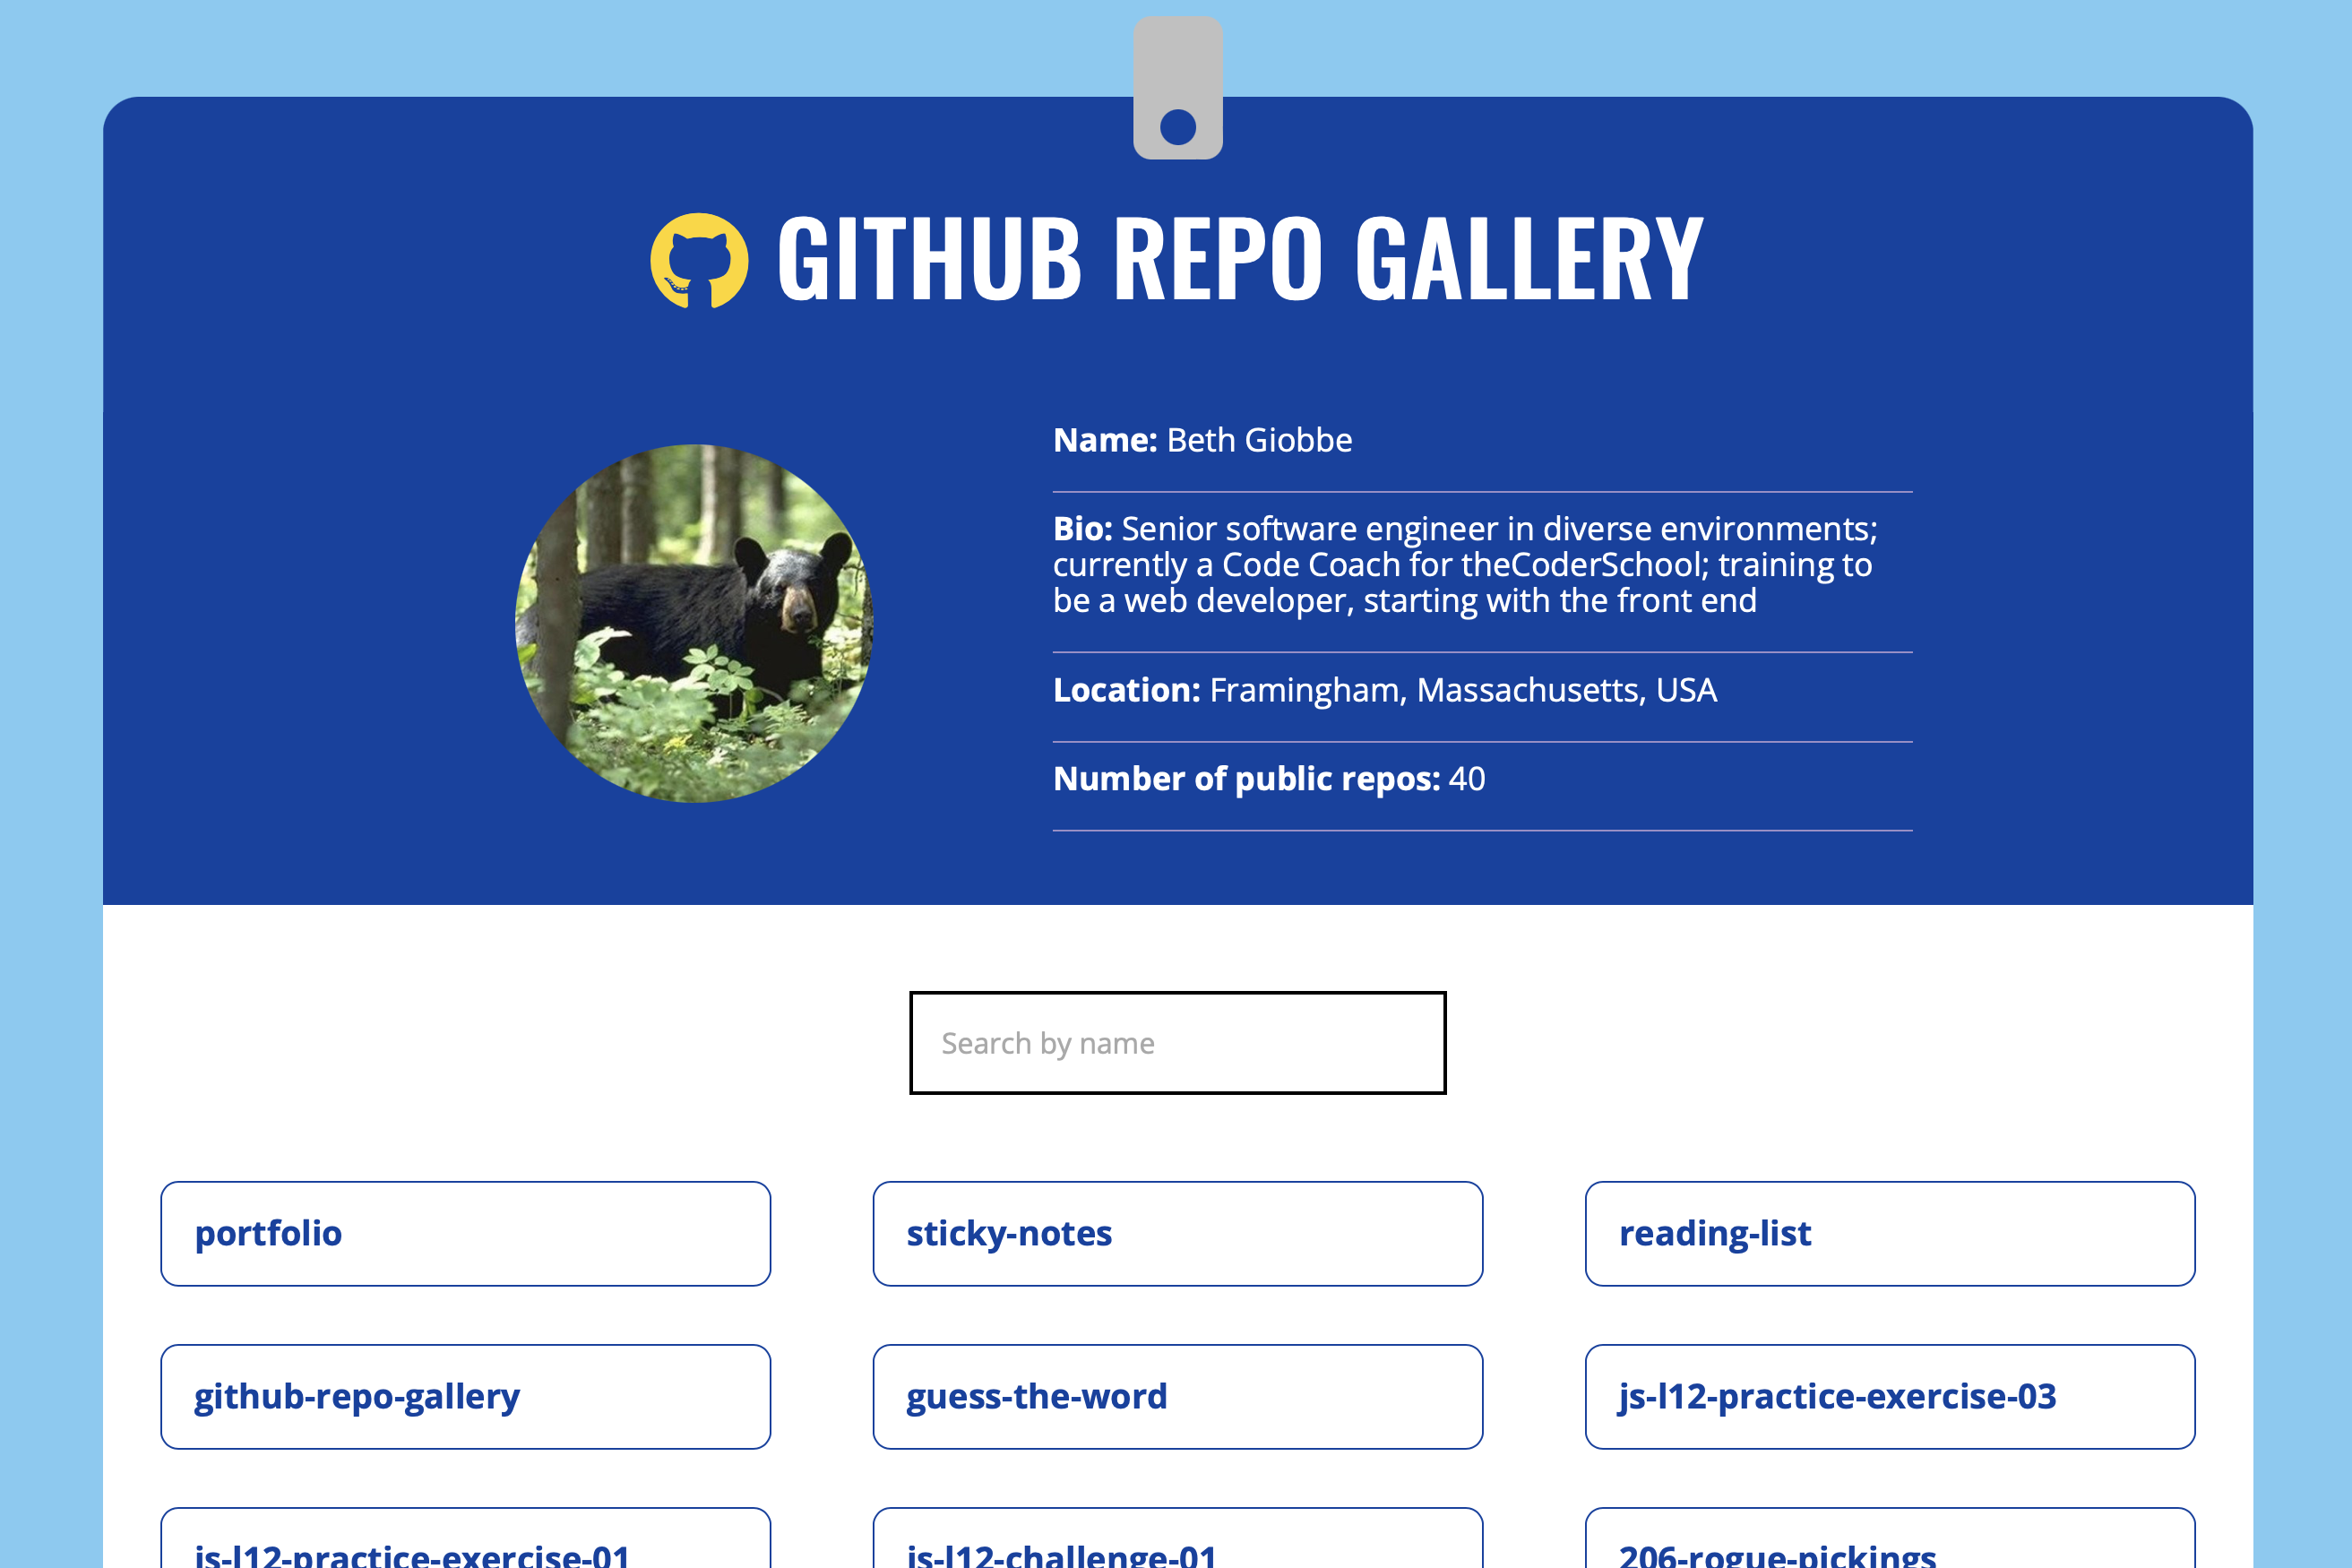 GITHUB REPO GALLERY
Name: Beth Giobbe
Bio: Senior software engineer in diverse environments;
currently a Code Coach for theCoderSchool; training to
be a web developer, starting with the front end
Location: Framingham, Massachusetts, USA
Number of public repos: 40
Search by name
portfolio
sticky-notes
reading-list
github-repo-gallery
guess-the-word
js-l12-practice-exercise-03
js-l12-practice-exercise-01
js-l12-challenge-01
206-rogue-pickings